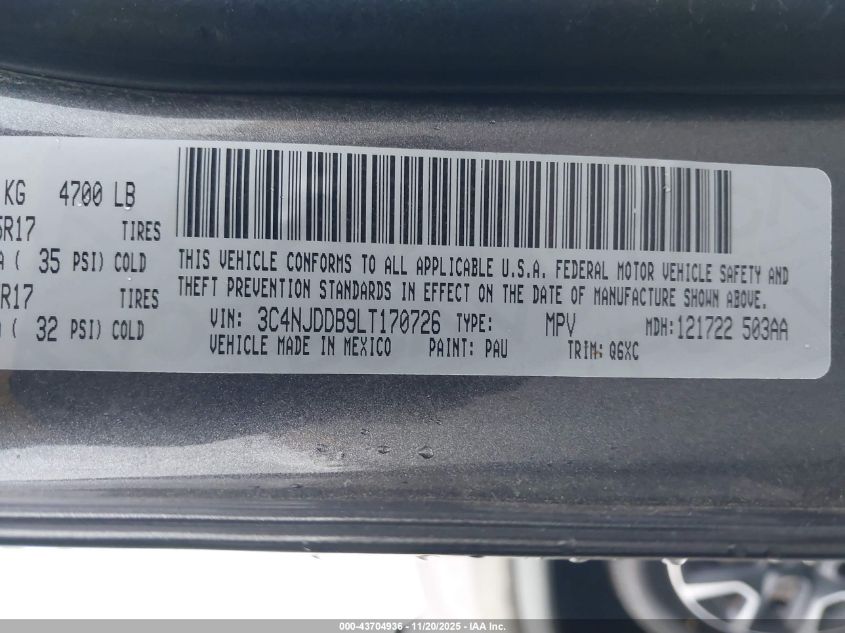 KG 4700 LB
5R17 TIRES
A ( 35 PSI) COLD
R17 TIRES
( 32 PSI) COLD
THIS VEHICLE CONFORMS TO ALL APPLICABLE U.S.A. FEDERAL MOTOR VEHICLE SAFETY AND
THEFT PREVENTION STANDARDS IN EFFECT ON THE DATE OF MANUFACTURE SHOWN ABOVE.
VIN: 3C4NJDDB9LT170726 TYPE: MPV MDH: 121722 503AA
VEHICLE MADE IN MEXICO PAINT: PAU TRIM: Q6XC
000-43704936 - 11/20/2025 - IAA Inc.